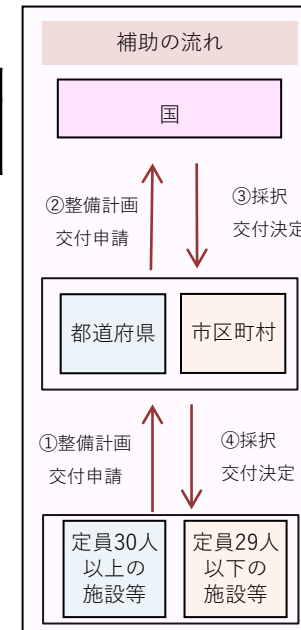 補助の流れ
国
②整備計画
交付申請
③採択
交付決定
都道府県
市区町村
①整備計画
交付申請
④採択
交付決定
定員30人
以上の
施設等
定員29人
以下の
施設等